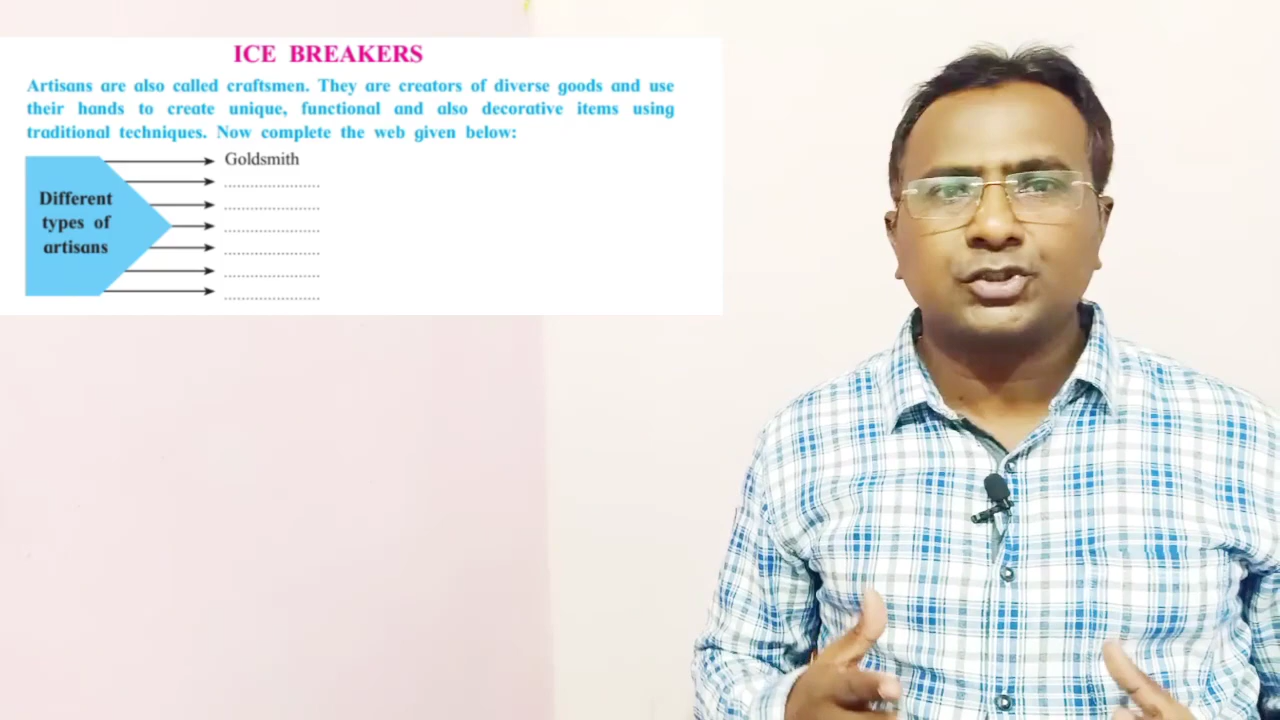 ICE BREAKERS
Artisans are also called craftsmen. They are creators of diverse goods and use
their hands to create unique, functional and also decorative items using
traditional techniques. Now complete the web given below:
Goldsmith
Different
types of
artisans